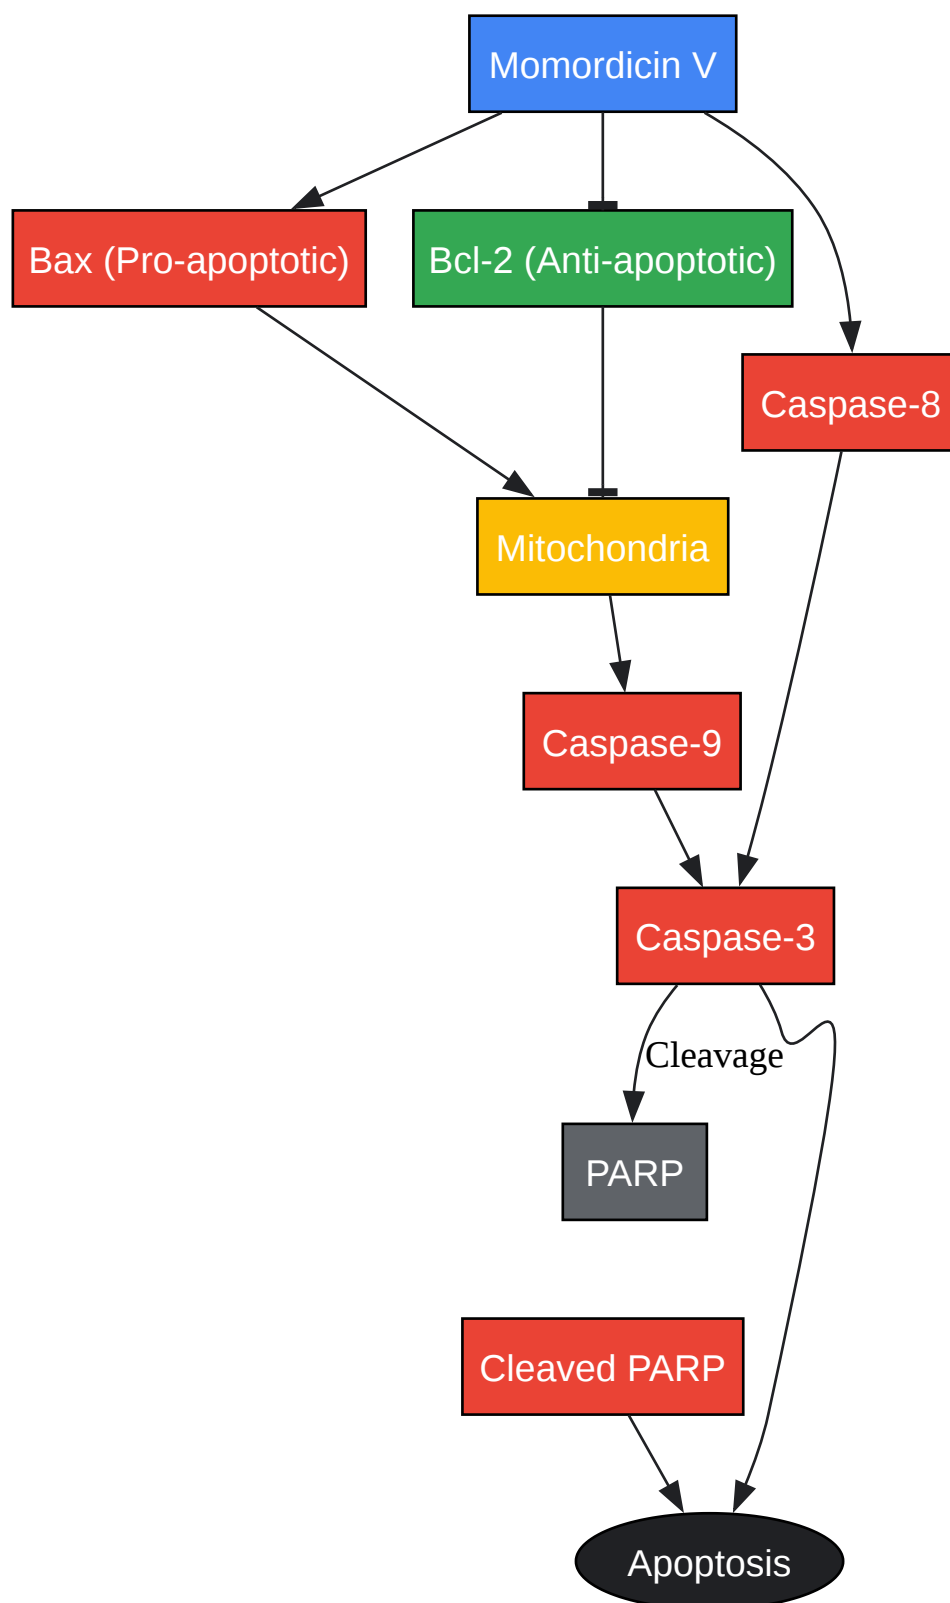 Momordicin V
Bax (Pro-apoptotic)
Bcl-2 (Anti-apoptotic)
Caspase-8
Mitochondria
Caspase-9
Caspase-3
Cleavage
PARP
Cleaved PARP
Apoptosis